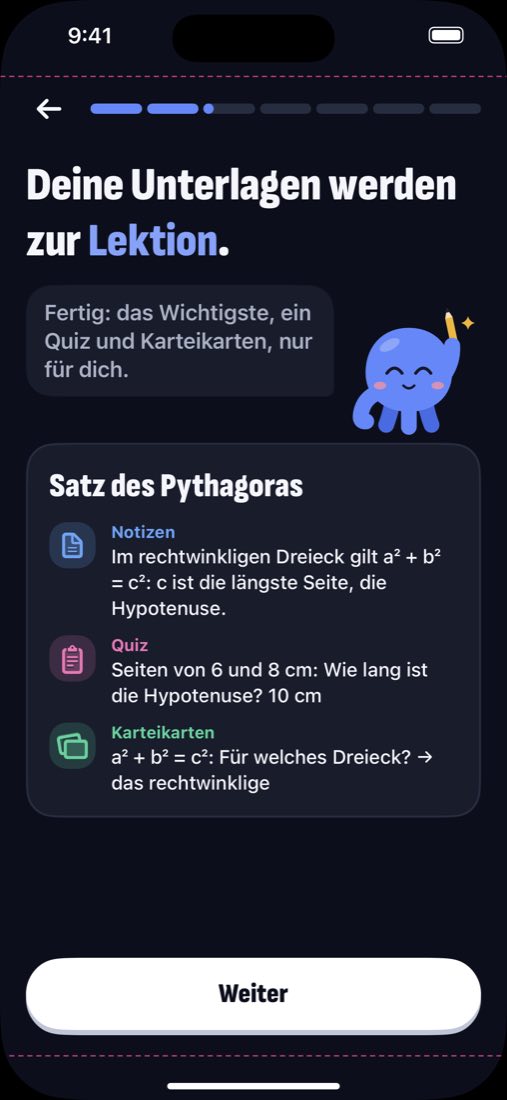 9:41
Deine Unterlagen werden
zur Lektion.
Fertig: das Wichtigste, ein
Quiz und Karteikarten, nur
für dich.
Satz des Pythagoras
Notizen
Im rechtwinkligen Dreieck gilt a² + b²
= c²: c ist die längste Seite, die
Hypotenuse.
Quiz
Seiten von 6 und 8 cm: Wie lang ist
die Hypotenuse? 10 cm
Karteikarten
a² + b² = c²: Für welches Dreieck? →
das rechtwinklige
Weiter